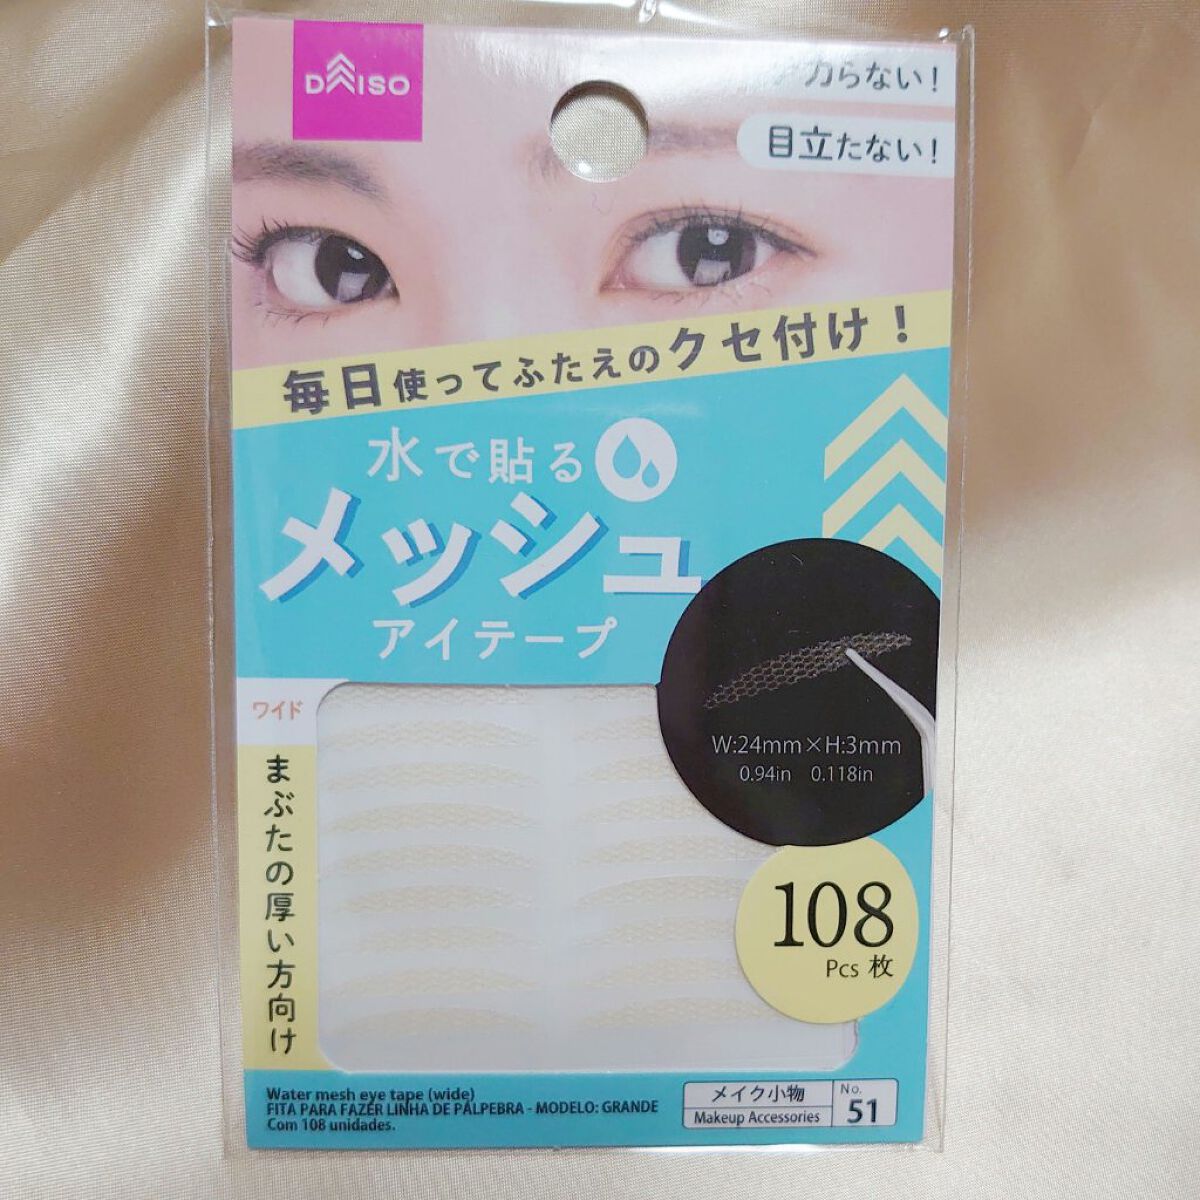 DAISO
テカらない!
目立たない!
毎日使ってふたえのクセ付け!
水で貼る
メッシュ
アイテープ
ワイド
まぶたの厚い方向け
W:24mm×H:3mm
0.94in 0.118in
108
Pcs 枚
Water mesh eye tape (wide)
FITA PARA FAZER LINHA DE PÁLPEBRA - MODELO: GRANDE
Com 108 unidades.
メイク小物
Makeup Accessories
No.
51